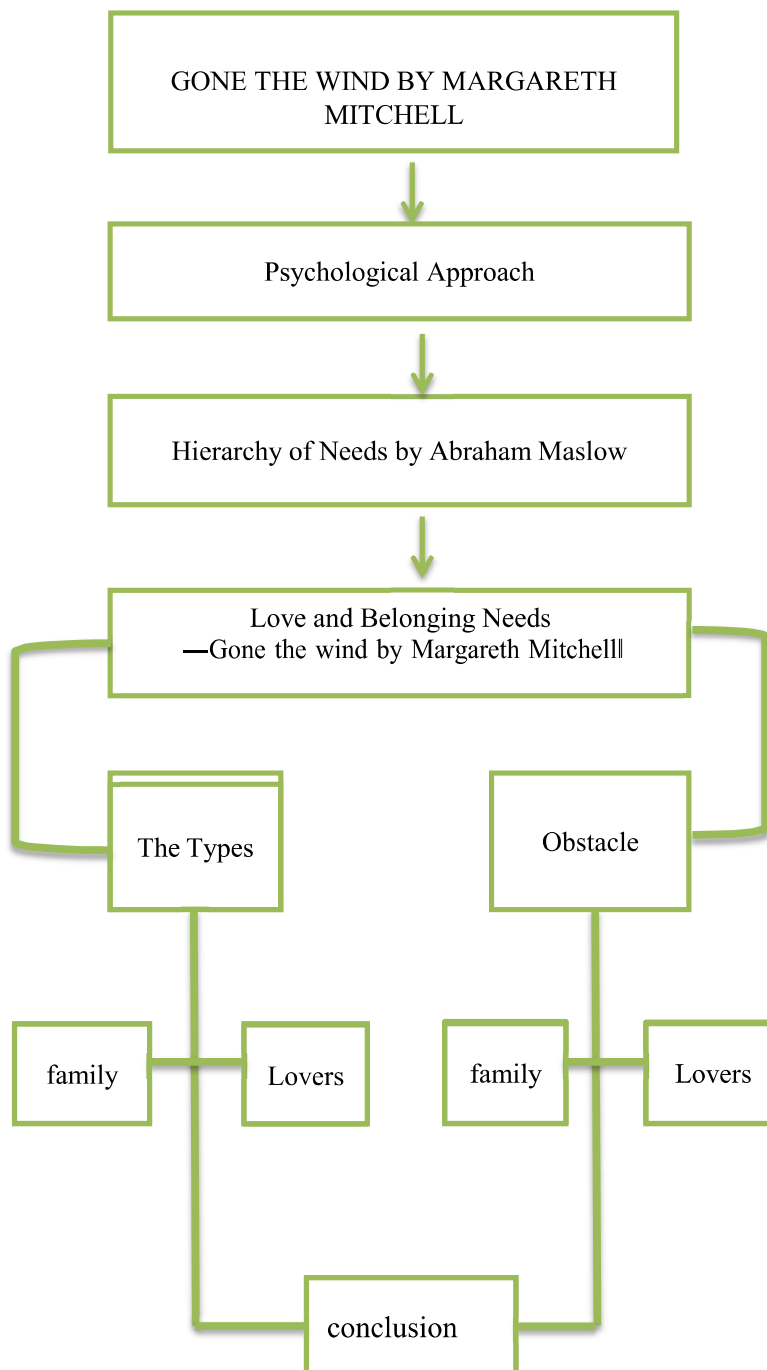 GONE THE WIND BY MARGARETH
MITCHELL
Psychological Approach
Hierarchy of Needs by Abraham Maslow
Love and Belonging Needs
―Gone the wind by Margareth Mitchell‖
The Types
Obstacle
family
Lovers
family
Lovers
conclusion